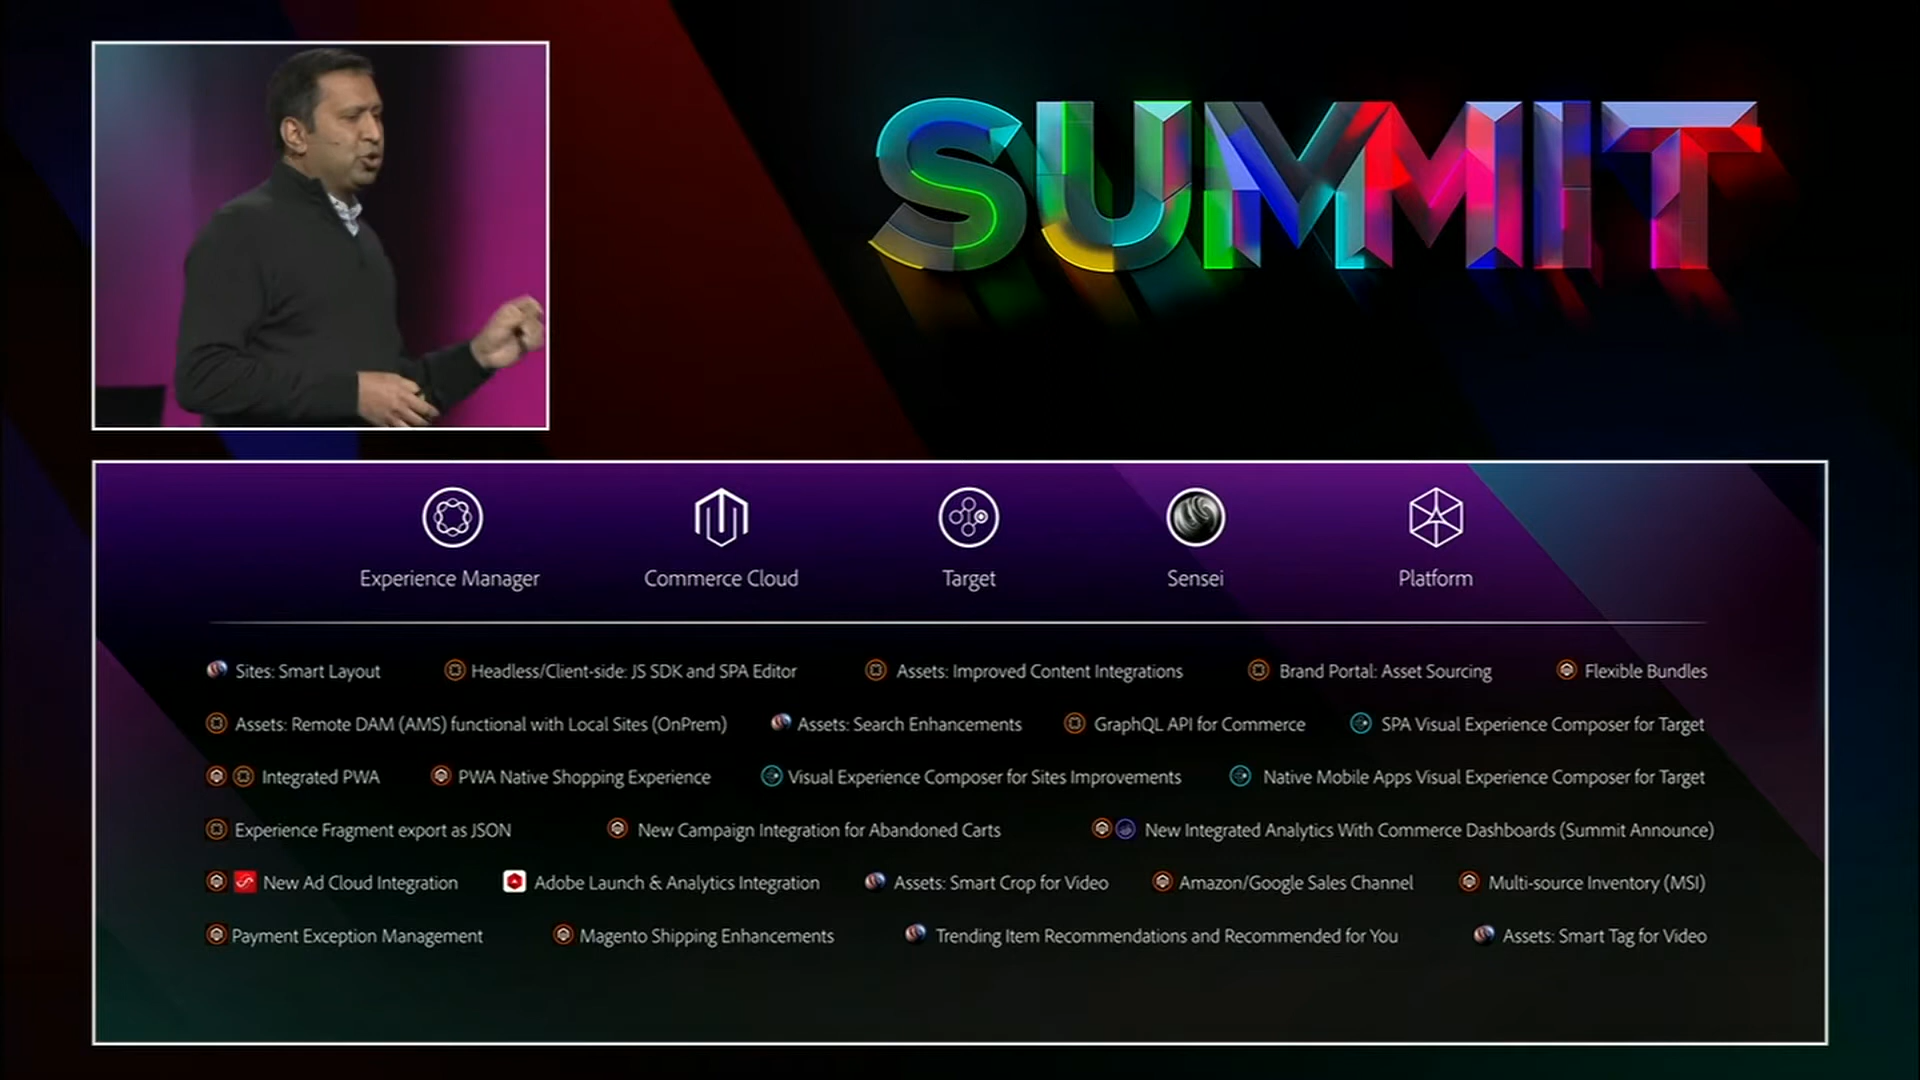 SUMMIT
Experience Manager Commerce Cloud Target Sensei Platform
Sites: Smart Layout Headless/Client-side: JS SDK and SPA Editor Assets: Improved Content Integrations Brand Portal: Asset Sourcing Flexible Bundles
Assets: Remote DAM (AMS) functional with Local Sites (OnPrem) Assets: Search Enhancements GraphQL API for Commerce SPA Visual Experience Composer for Target
Integrated PWA PWA Native Shopping Experience Visual Experience Composer for Sites Improvements Native Mobile Apps Visual Experience Composer for Target
Experience Fragment export as JSON New Campaign Integration for Abandoned Carts New Integrated Analytics With Commerce Dashboards (Summit Announce)
New Ad Cloud Integration Adobe Launch & Analytics Integration Assets: Smart Crop for Video Amazon/Google Sales Channel Multi-source Inventory (MSI)
Payment Exception Management Magento Shipping Enhancements Trending Item Recommendations and Recommended for You Assets: Smart Tag for Video